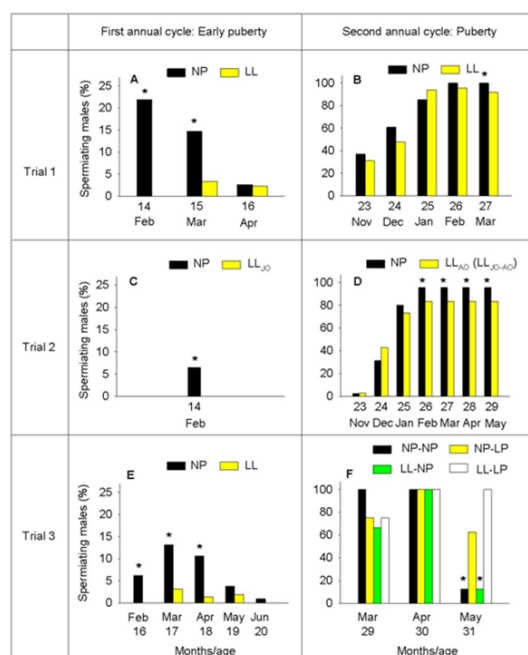 First annual cycle: Early puberty
Second annual cycle: Puberty
Trial 1
Spermiating males (%)
A
NP LL
25
20
15
10
5
0
*
*
14 15 16
Feb Mar Apr
B
NP LL
100
80
60
40
20
0
*
23 24 25 26 27
Nov Dec Jan Feb Mar
Trial 2
Spermiating males (%)
C
NP LLJO
25
20
15
10
5
0
*
14
Feb
D
NP LLAO (LLJO-AO)
100
80
60
40
20
0
* * * *
23 24 25 26 27 28 29
Nov Dec Jan Feb Mar Apr May
Trial 3
Spermiating males (%)
E
NP LL
25
20
15
10
5
0
*
*
*
Feb Mar Apr May Jun
16 17 18 19 20
Months/age
F
NP-NP NP-LP
LL-NP LL-LP
100
80
60
40
20
0
* *
Mar Apr May
29 30 31
Months/age